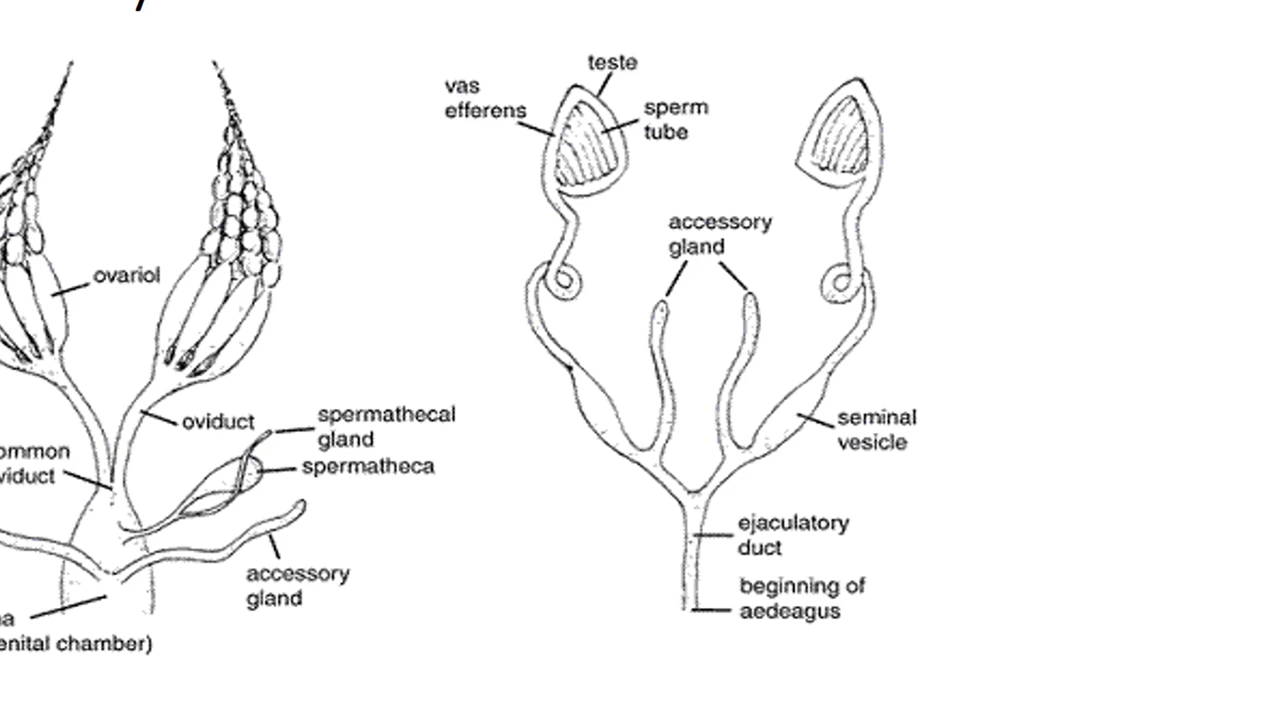 teste
vas
efferens
sperm
tube
accessory
gland
ovariol
oviduct
spermathecal
gland
spermatheca
ommon
viduct
seminal
vesicle
ejaculatory
duct
accessory
gland
beginning of
aedeagus
na
enital chamber)